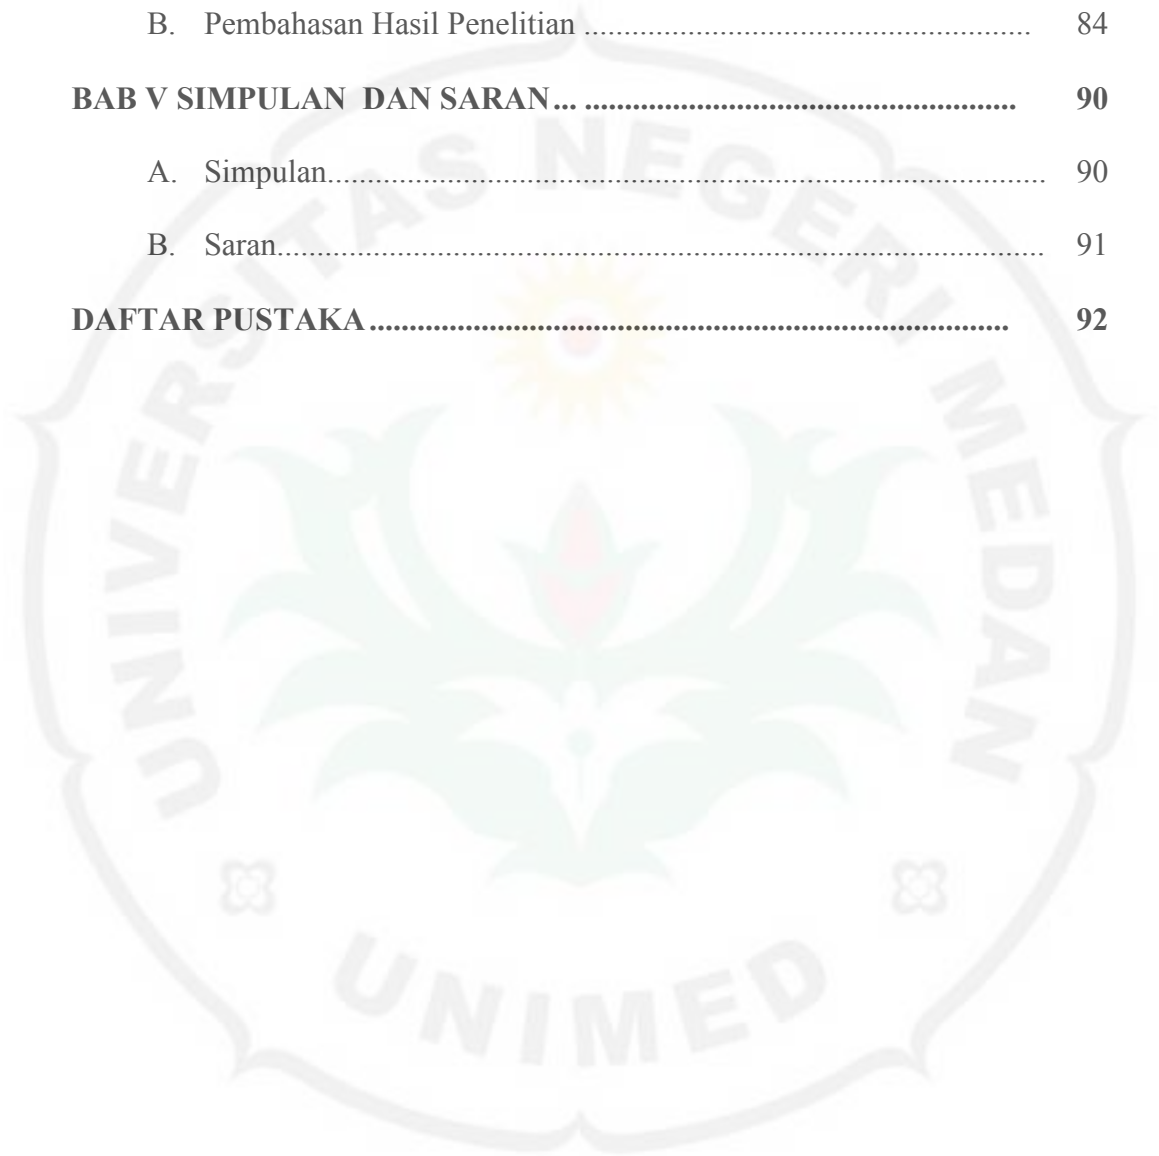 B. Pembahasan Hasil Penelitian ................................................ 84
BAB V SIMPULAN DAN SARAN... ...................................................... 90
A. Simpulan............................................................................ 90
B. Saran.................................................................................. 91
DAFTAR PUSTAKA................................................................................ 92
UNIVERSITAS NEGERI MEDAN
UNIMED